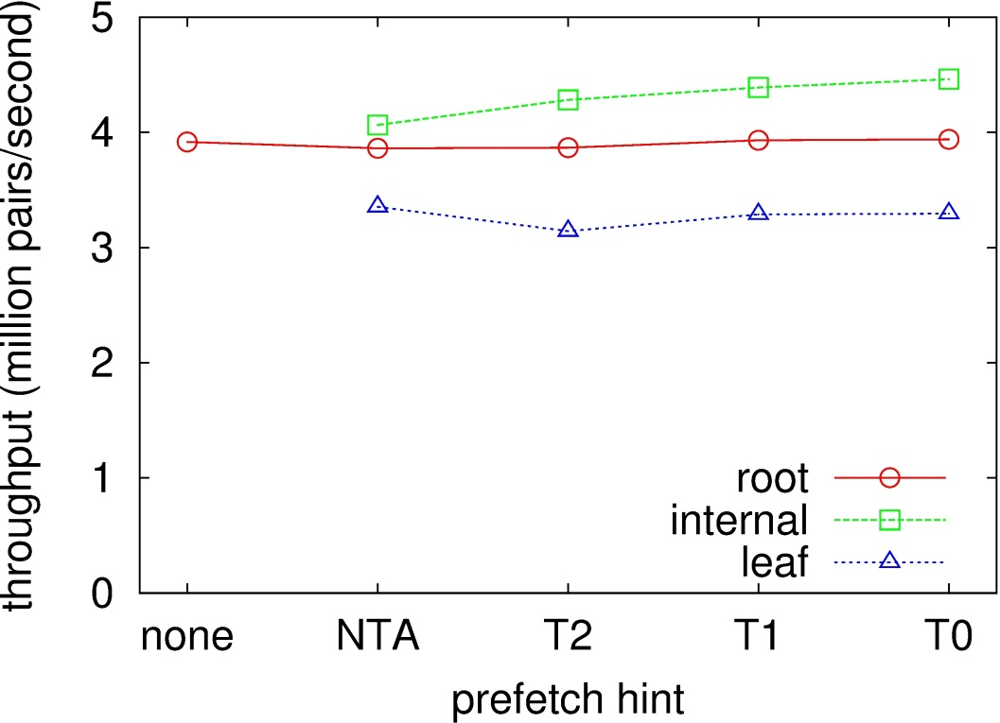 throughput (million pairs/second)
5
4
3
2
1
0
root
internal
leaf
none NTA T2 T1 T0
prefetch hint